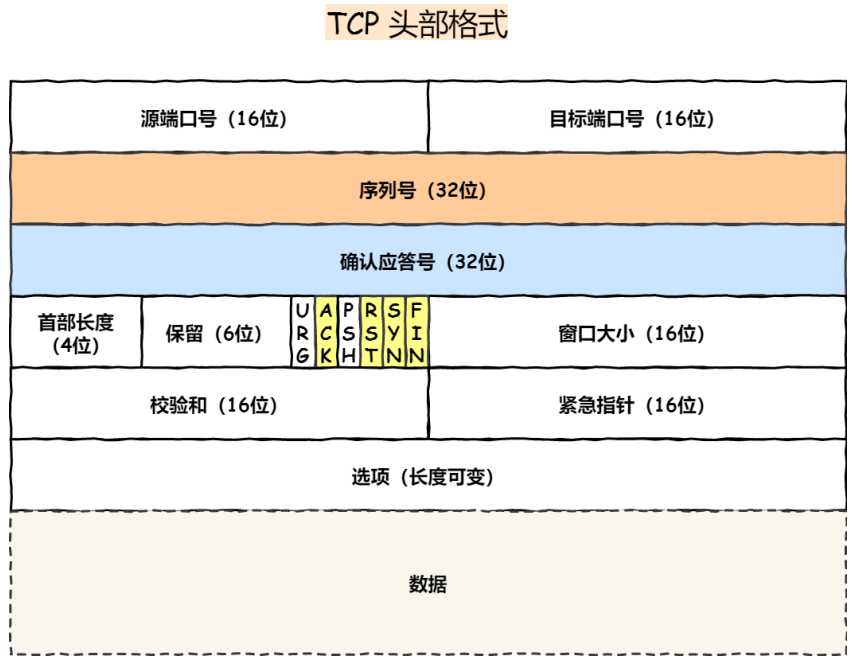 TCP 头部格式
源端口号（16位） 目标端口号（16位）
序列号（32位）
确认应答号（32位）
首部长度
（4位）
保留（6位）
URG
ACK
PSH
RST
SYN
FIN
窗口大小（16位）
校验和（16位） 紧急指针（16位）
选项（长度可变）
数据